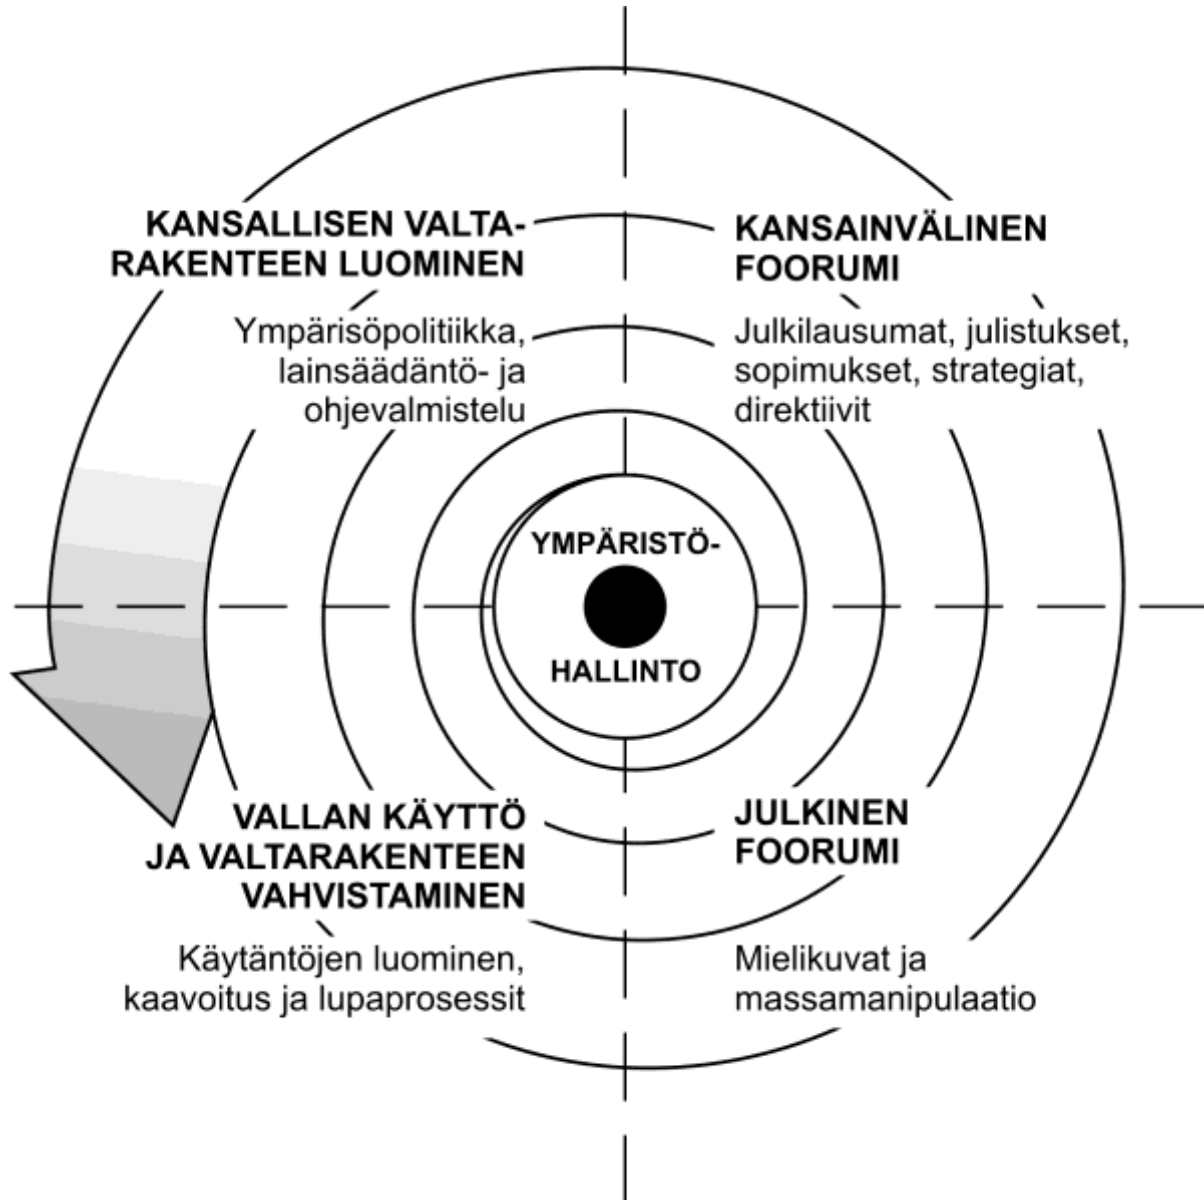 KANSALLISEN VALTA-
RAKENTEEN LUOMINEN
Ympärisöpolitiikka,
lainsäädäntö- ja
ohjevalmistelu
KANSAINVÄLINEN
FOORUMI
Julkilausumat, julistukset,
sopimukset, strategiat,
direktiivit
YMPÄRISTÖ-
HALLINTO
VALLAN KÄYTTÖ
JA VALTARAKENTEEN
VAHVISTAMINEN
Käytäntöjen luominen,
kaavoitus ja lupaprosessit
JULKINEN
FOORUMI
Mielikuvat ja
massamanipulaatio